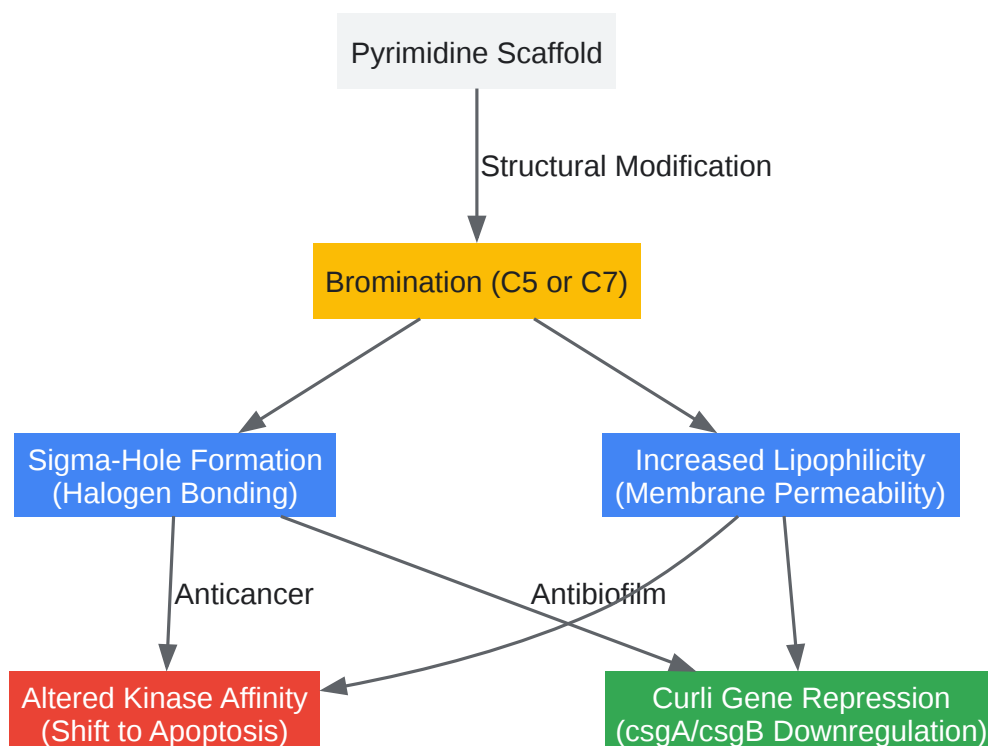 Pyrimidine Scaffold
Structural Modification
Bromination (C5 or C7)
Sigma-Hole Formation
(Halogen Bonding)
Increased Lipophilicity
(Membrane Permeability)
Anticancer
Antibiofilm
Altered Kinase Affinity
(Shift to Apoptosis)
Curli Gene Repression
(csgA/csgB Downregulation)